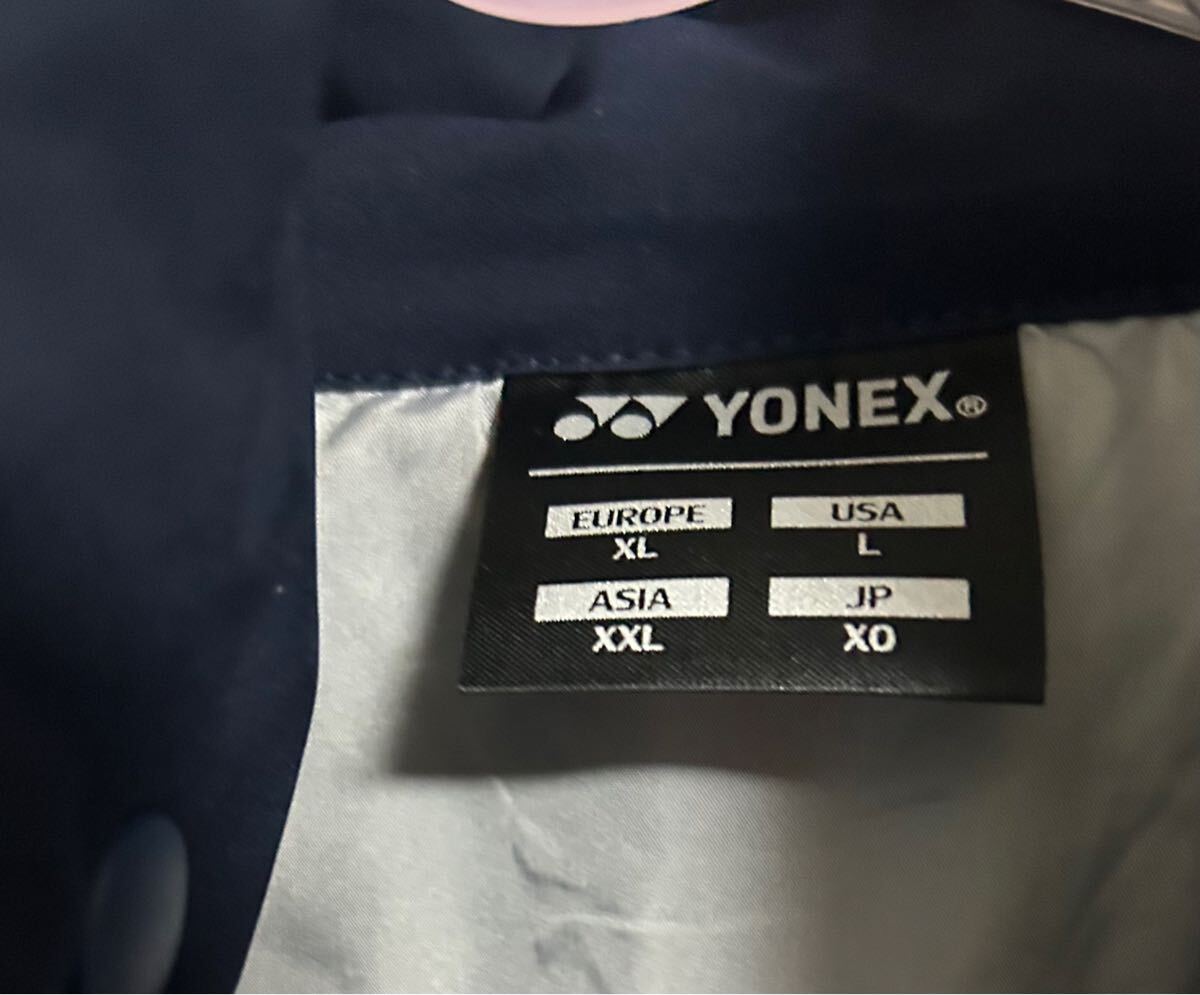 YONEX®
EUROPE USA
XL L
ASIA JP
XXL XO